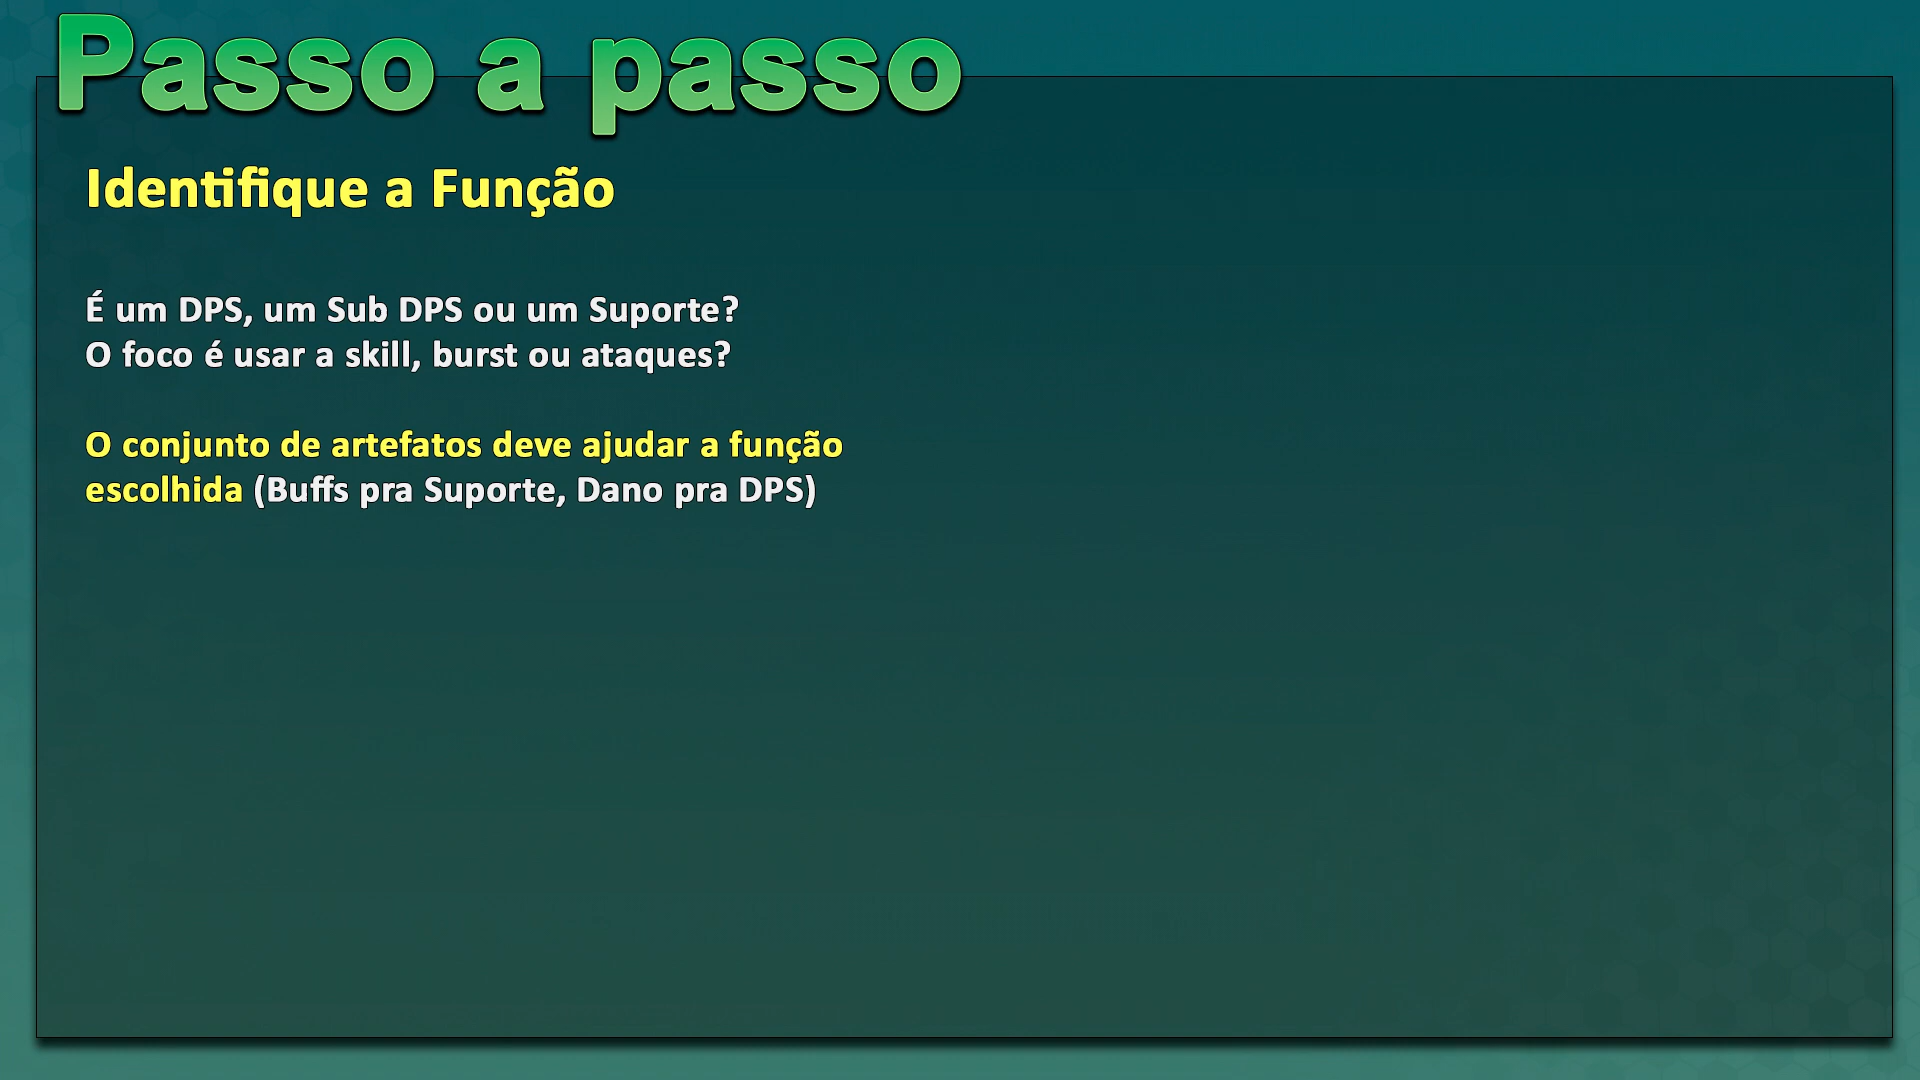 Passo a passo
Identifique a Função
É um DPS, um Sub DPS ou um Suporte?
O foco é usar a skill, burst ou ataques?
O conjunto de artefatos deve ajudar a função
escolhida (Buffs pra Suporte, Dano pra DPS)